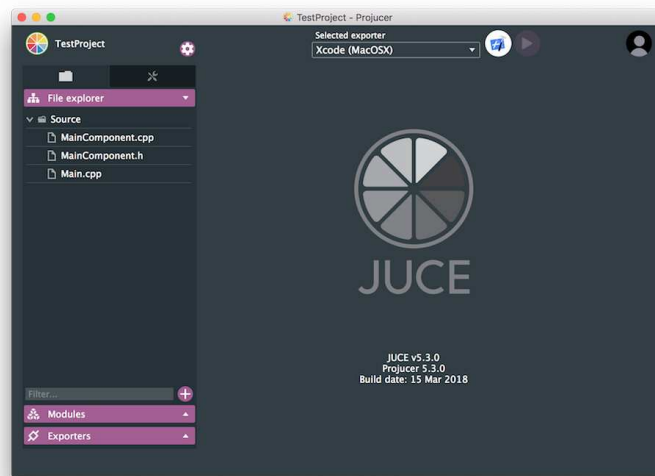 TestProject - Projucer
TestProject
Selected exporter
Xcode (MacOSX)
File explorer
Source
MainComponent.cpp
MainComponent.h
Main.cpp
JUCE
JUCE v5.3.0
Projucer 5.3.0
Build date: 15 Mar 2018
Filter...
Modules
Exporters